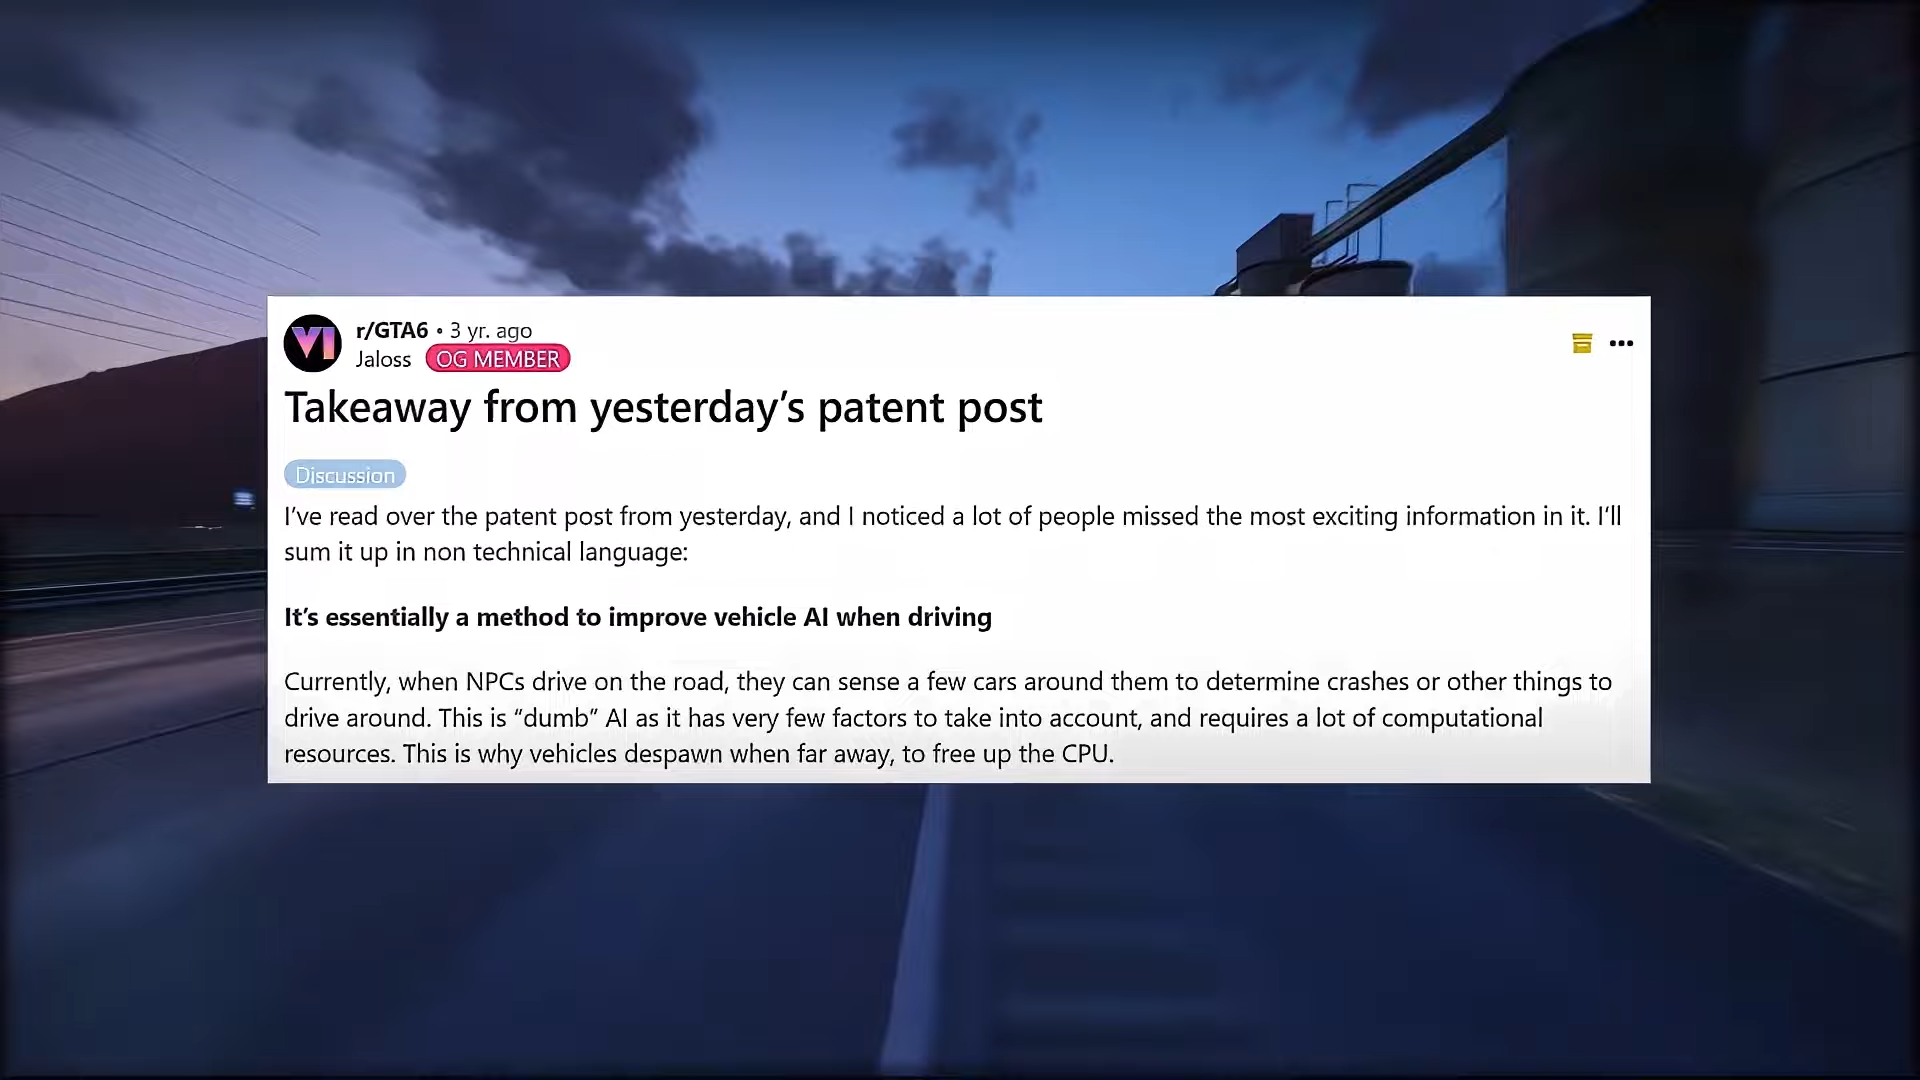 VI
r/GTA6 • 3 yr. ago
Jaloss OG MEMBER
Takeaway from yesterday’s patent post
Discussion
I’ve read over the patent post from yesterday, and I noticed a lot of people missed the most exciting information in it. I’ll
sum it up in non technical language:
It’s essentially a method to improve vehicle AI when driving
Currently, when NPCs drive on the road, they can sense a few cars around them to determine crashes or other things to
drive around. This is “dumb” AI as it has very few factors to take into account, and requires a lot of computational
resources. This is why vehicles despawn when far away, to free up the CPU.